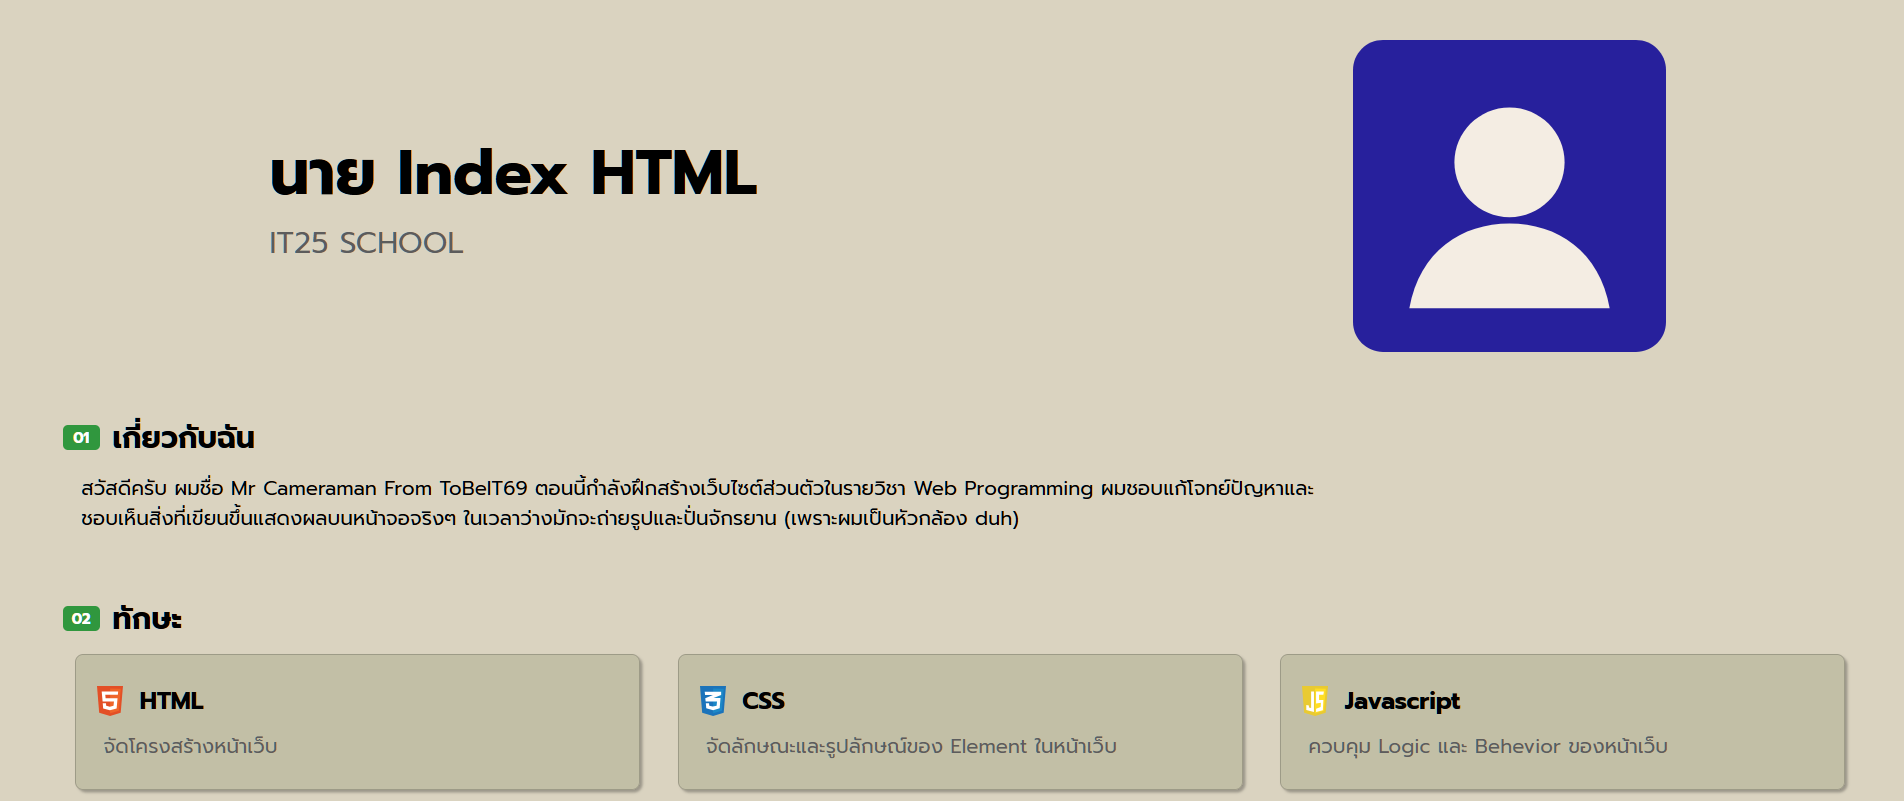 นาย Index HTML
IT25 SCHOOL
01 เกี่ยวกับฉัน
สวัสดีครับ ผมชื่อ Mr Cameraman From ToBeIT69 ตอนนี้กำลังฝึกสร้างเว็บไซต์ส่วนตัวในรายวิชา Web Programming ผมชอบแก้โจทย์ปัญหาและ
ชอบเห็นสิ่งที่เขียนขึ้นแสดงผลบนหน้าจอจริงๆ ในเวลาว่างมักจะถ่ายรูปและปั่นจักรยาน (เพราะผมเป็นหัวกล้อง duh)
02 ทักษะ
HTML
จัดโครงสร้างหน้าเว็บ
CSS
จัดลักษณะและรูปลักษณ์ของ Element ในหน้าเว็บ
JS Javascript
ควบคุม Logic และ Behevior ของหน้าเว็บ